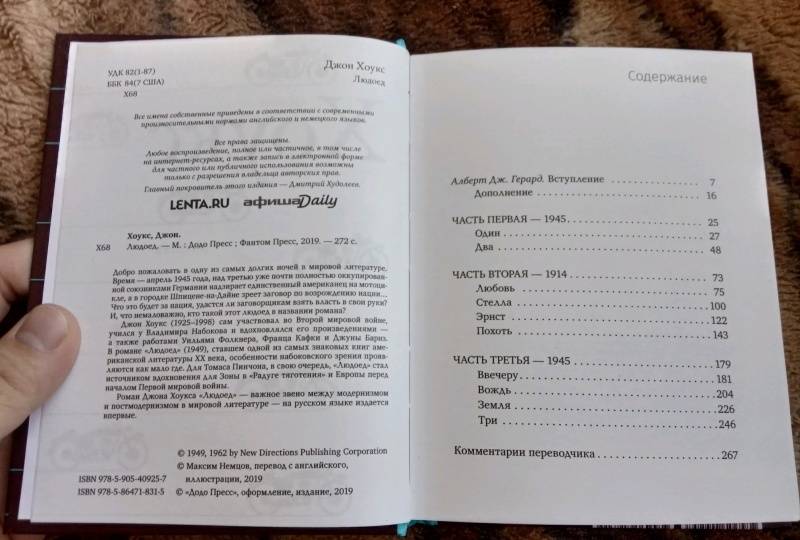 УДК 82(1-87)
ББК 84(7 США)
Х68
Джон Хоукс
Людоед
Все имена собственные приведены в соответствии с современными
произносительными нормами английского и немецкого языков.
Все права защищены.
Любое воспроизведение, полное или частичное, в том числе
на интернет-ресурсах, а также запись в электронной форме
для частного или публичного использования возможны
только с разрешения владельца авторских прав.
Главный покровитель этого издания — Дмитрий Худолеев.
LENTA.RU афишаDaily
Хоукс, Джон.
Х68 Людоед. — М. : Додо Пресс ; Фантом Пресс, 2019. — 272 с.
Добро пожаловать в одну из самых долгих ночей в мировой литературе.
Время — апрель 1945 года, над третью уже почти полностью оккупирован-
ной союзниками Германии надзирает единственный американец на мотоци-
кле, а в городке Шпицене-на-Дайне зреет заговор по возрождению нации...
Что это будет за нация, удастся ли заговорщикам взять власть в свои руки?
И, что немаловажно, кто такой этот людоед в названии романа?
Джон Хоукс (1925–1998) сам участвовал во Второй мировой войне,
учился у Владимира Набокова и вдохновлялся его произведениями —
а также работами Уильяма Фолкнера, Франца Кафки и Джуны Барнз.
В романе «Людоед» (1949), ставшем одной из самых знаковых книг аме-
риканской литературы XX века, особенности набоковского зрения прояв-
ляются как мало где. Для Томаса Пинчона, в свою очередь, «Людоед» стал
источником вдохновения для Зоны в «Радуге тяготения» и Европы перед
началом Первой мировой войны.
Роман Джона Хоукса «Людоед» — важное звено между модернизмом
и постмодернизмом в мировой литературе — на русском языке издается
впервые.
© 1949, 1962 by New Directions Publishing Corporation
© Максим Немцов, перевод с английского,
ISBN 978-5-905-40925-7 иллюстрации, 2019
ISBN 978-5-86471-831-5 © «Додо Пресс», оформление, издание, 2019
Содержание
Алберт Дж. Герард. Вступление . . . . . . . . . . . . . . 7
Дополнение . . . . . . . . . . . . . . . . . . . . . . 16
ЧАСТЬ ПЕРВАЯ — 1945 . . . . . . . . . . . . . . . . . . . 25
Один . . . . . . . . . . . . . . . . . . . . . . . . . . 27
Два . . . . . . . . . . . . . . . . . . . . . . . . . . . 48
ЧАСТЬ ВТОРАЯ — 1914 . . . . . . . . . . . . . . . . . . . 73
Любовь . . . . . . . . . . . . . . . . . . . . . . . . . 75
Стелла . . . . . . . . . . . . . . . . . . . . . . . . . 100
Эрнст . . . . . . . . . . . . . . . . . . . . . . . . . . 122
Похоть . . . . . . . . . . . . . . . . . . . . . . . . . 143
ЧАСТЬ ТРЕТЬЯ — 1945 . . . . . . . . . . . . . . . . . . . 179
Ввечеру . . . . . . . . . . . . . . . . . . . . . . . . . 181
Вождь . . . . . . . . . . . . . . . . . . . . . . . . . . 204
Земля . . . . . . . . . . . . . . . . . . . . . . . . . . 226
Три . . . . . . . . . . . . . . . . . . . . . . . . . . . 246
Комментарии переводчика . . . . . . . . . . . . . . . . 267